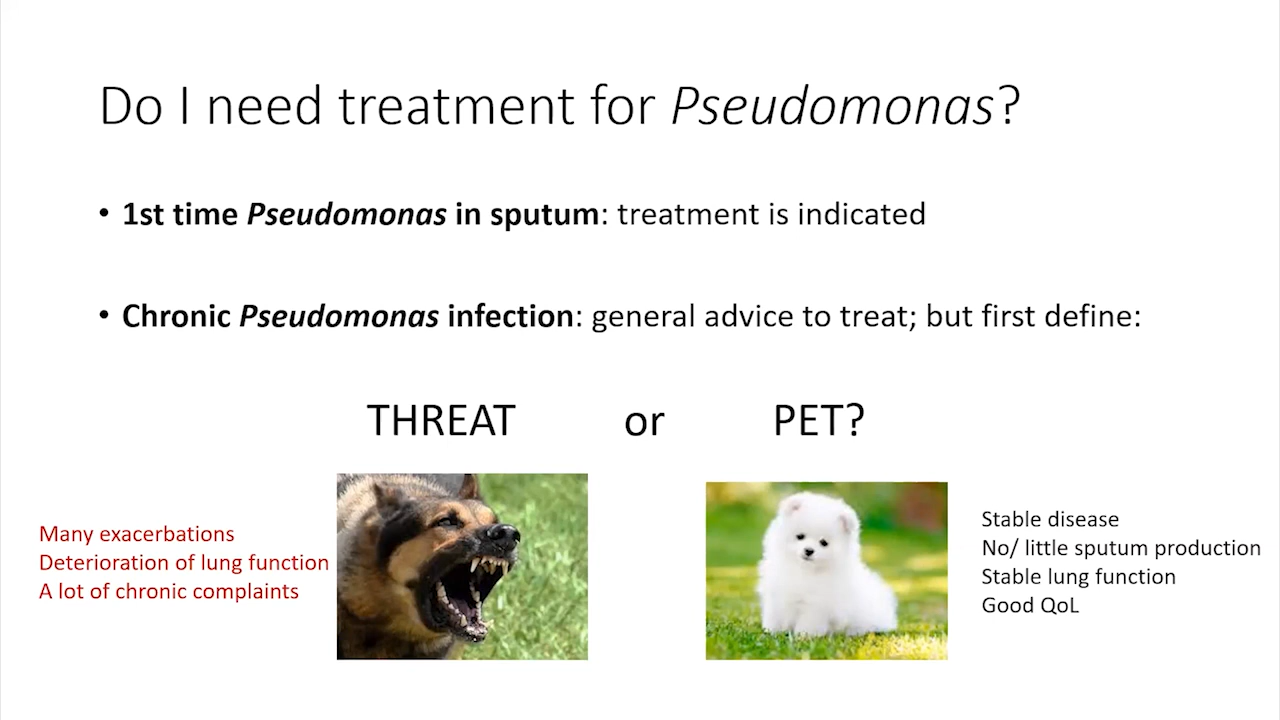 Do I need treatment for Pseudomonas?
• 1st time Pseudomonas in sputum: treatment is indicated
• Chronic Pseudomonas infection: general advice to treat; but first define:
THREAT or PET?
Many exacerbations
Deterioration of lung function
A lot of chronic complaints
Stable disease
No/ little sputum production
Stable lung function
Good QoL